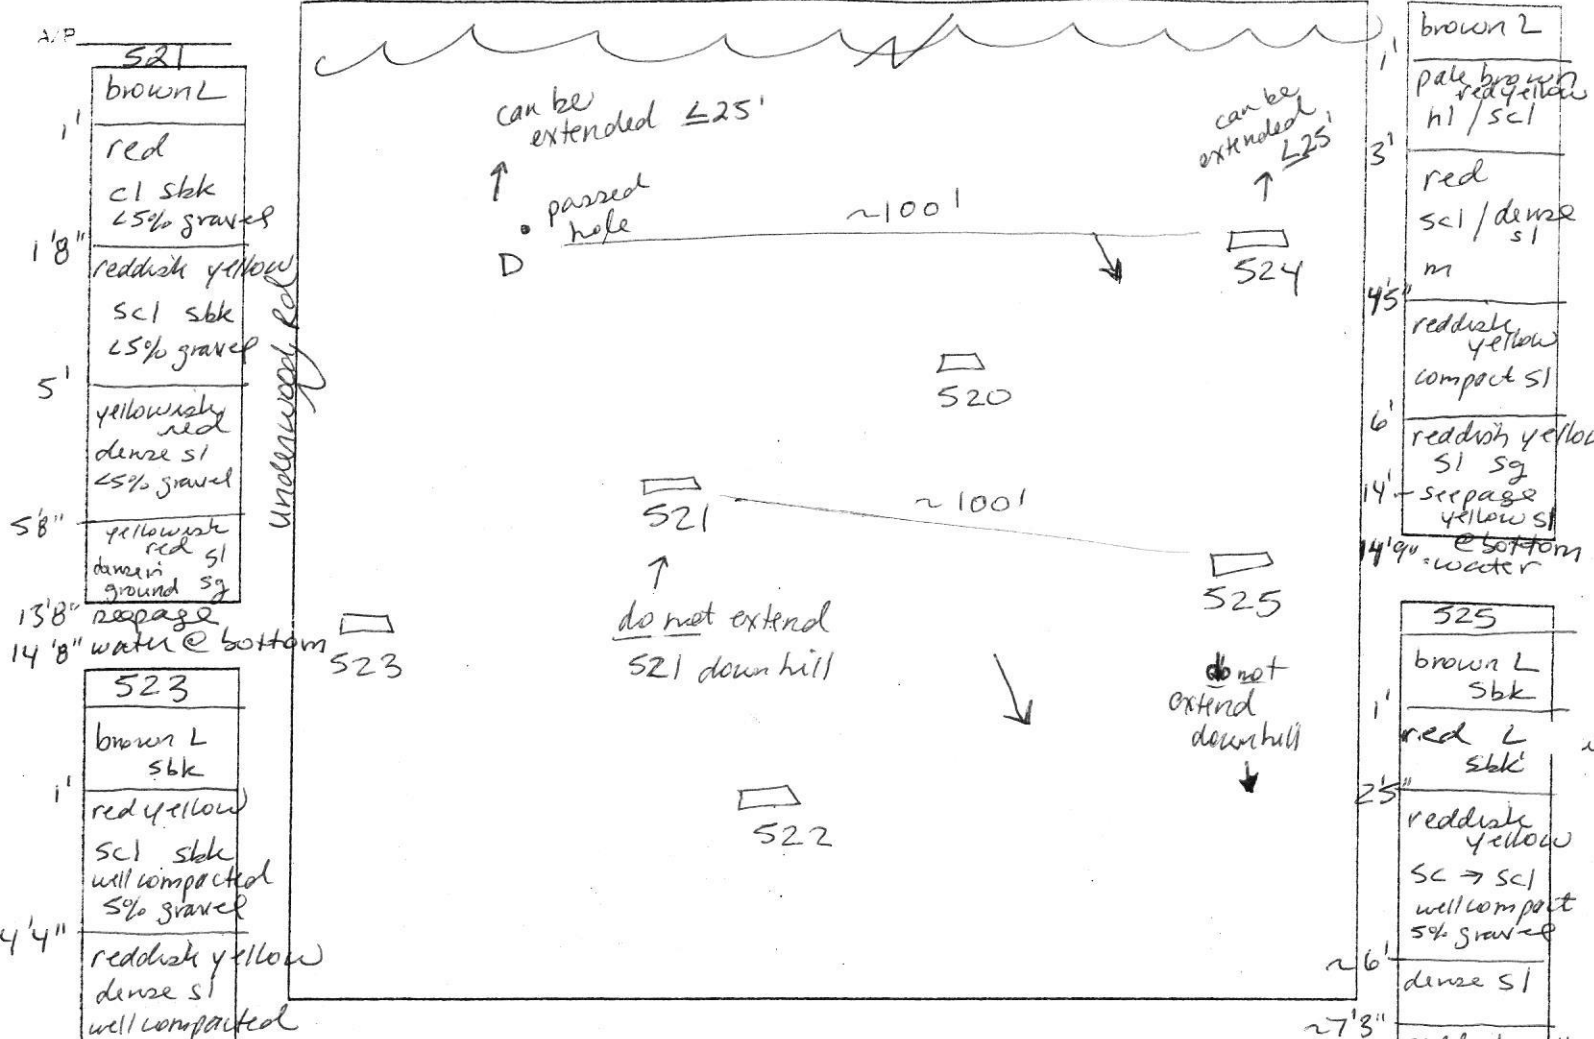 A/P
521
brown L
1'
red
cl sbk
<5% gravel
1'8"
reddish yellow
scl sbk
<5% gravel
5'
yellowish
red
dense sl
<5% gravel
5'8"
yellowish
red sl
dense in
ground sg
13'8" seepage
14'8" water @ bottom
523
brown L
sbk
1'
red yellow
scl sbk
well compacted
5% gravel
4'4"
reddish yellow
dense sl
well compacted
Underwood Rd
can be
extended ≤25'
passed
hole
D
~100'
can be
extended
≤25'
524
520
521
~100'
525
523
do not extend
521 downhill
do not
extend
downhill
522
brown L
1'
pale brown
red yellow
hl / scl
3'
red
scl / dense
sl
m
4'5"
reddish
yellow
compact sl
6'
reddish yellow
sl sg
14' seepage
yellow sl
@ bottom
14'9" water
525
brown L
sbk
1'
red L
sbk
2'5"
reddish
yellow
sc → scl
well compact
5% gravel
~6'
dense sl
~7'3"